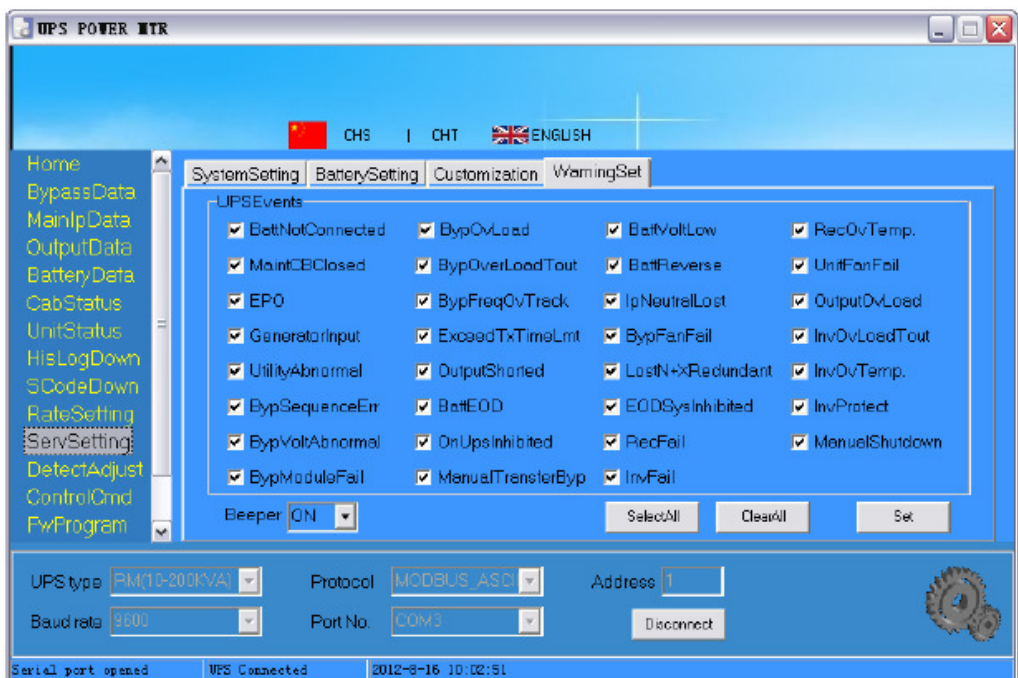 UPS POWER MTR
CHS | CHT ENGLISH
Home
BypassData
MainIpData
OutputData
BatteryData
CabStatus
UnitStatus
HisLogDown
SCodeDown
RateSetting
ServSetting
DetectAdjust
ControlCmd
FwProgram
SystemSetting BatterySetting Customization WarningSet
UPSEvents
BattNotConnected BypOvLoad BattVoltLow RecOvTemp.
MaintCBClosed BypOverLoadTout BattReverse UnitFanFail
EPO BypFreqOvTrack IpNeutralLost OutputOvLoad
GeneratorInput ExceedTxTimeLmt BypFanFail InvOvLoadTout
UtilityAbnormal OutputShorted LostN+XRedundant InvOvTemp.
BypSequenceErr BattEOD EODSysInhibited InvProtect
BypVoltAbnormal OnUpsInhibited RecFail ManualShutdown
BypModuleFail ManualTransferByp InvFail
Beeper ON SelectAll ClearAll Set
UPS type RM(10-200KVA) Protocol MODBUS_ASCI Address 1
Baud rate 9600 Port No. COM3 Disconnect
Serial port opened UPS Connected 2012-8-16 10:02:51